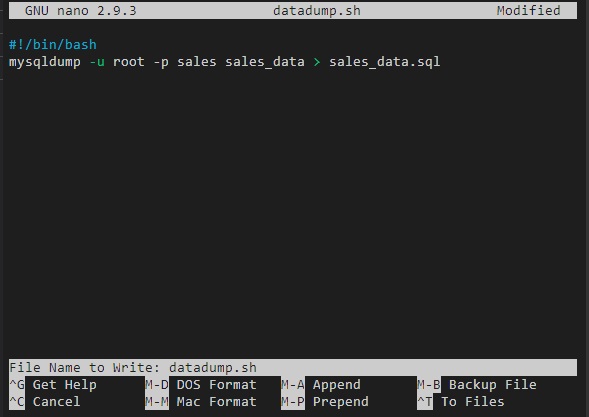 GNU nano 2.9.3 datadump.sh Modified
#!/bin/bash
mysqldump -u root -p sales sales_data > sales_data.sql
File Name to Write: datadump.sh
^G Get Help M-D DOS Format M-A Append M-B Backup File
^C Cancel M-M Mac Format M-P Prepend ^T To Files